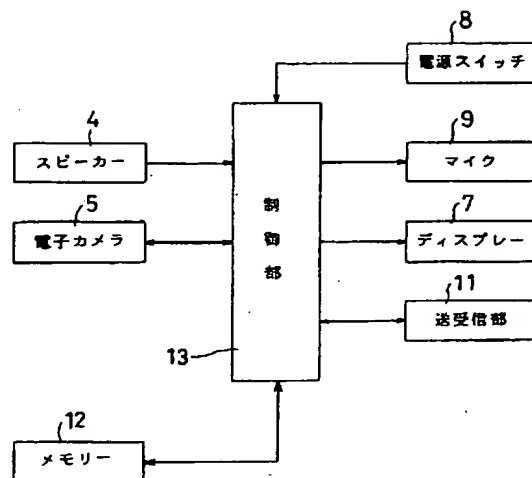 8
電源スイッチ
4
スピーカー
9
マイク
制御部
5
電子カメラ
7
ディスプレー
11
送受信部
13
12
メモリー